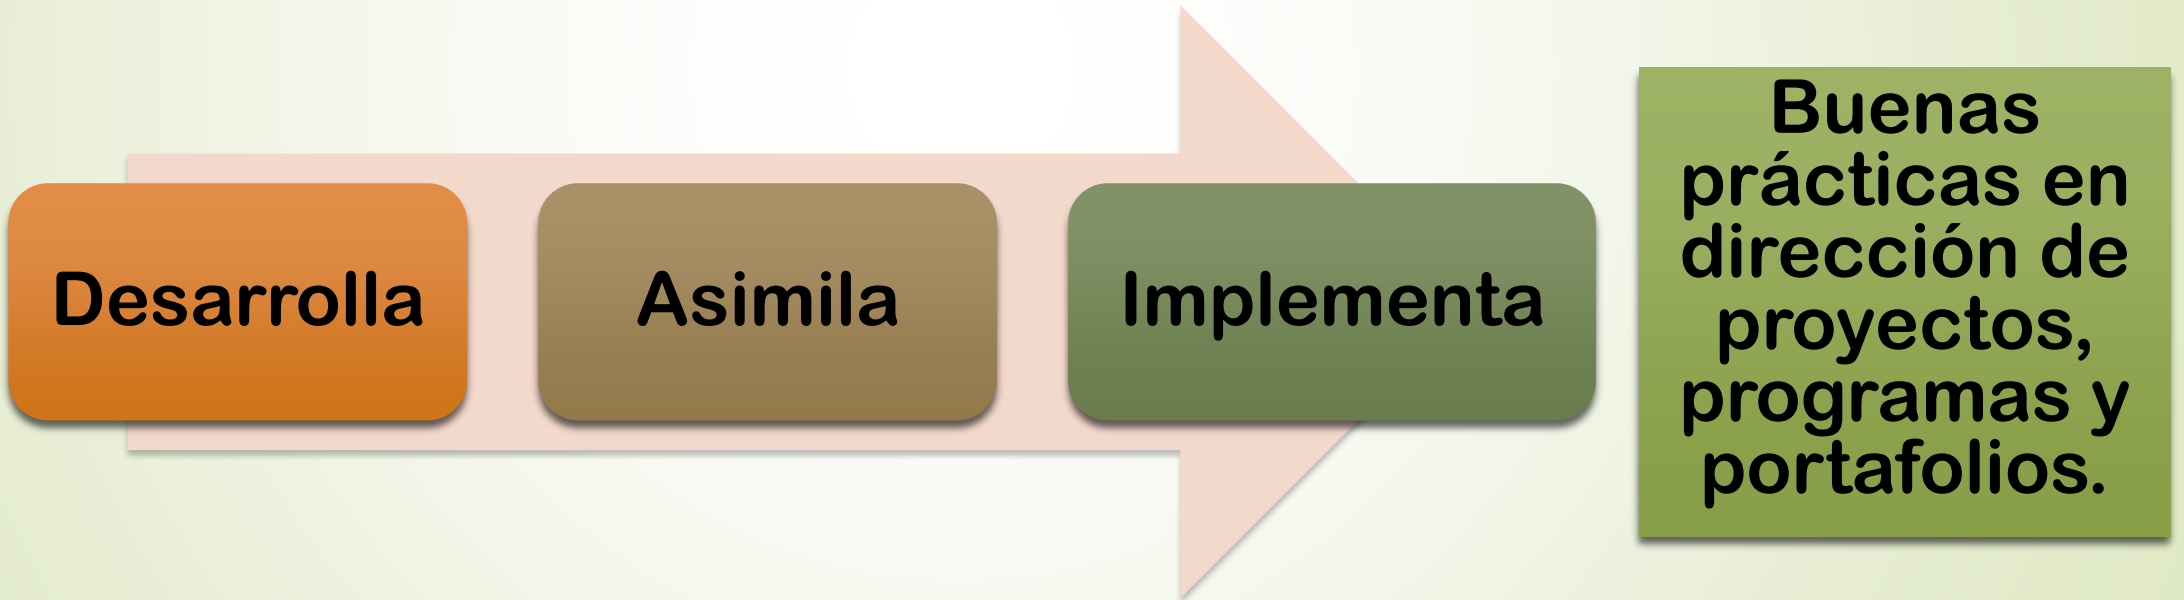 Desarrolla
Asimila
Implementa
Buenas
prácticas en
dirección de
proyectos,
programas y
portafolios.